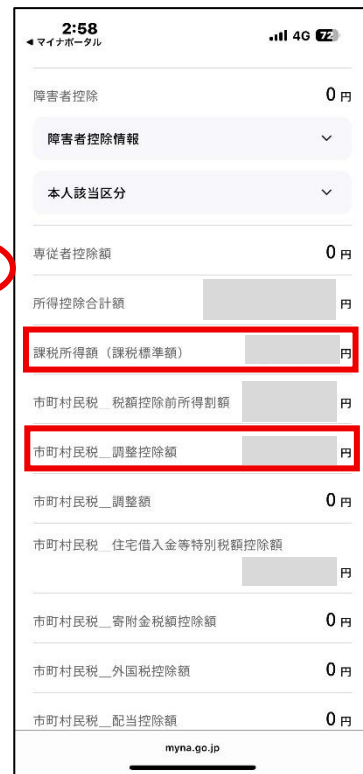 2:58
4G 72
◀ マイナポータル
障害者控除 0 円
障害者控除情報
本人該当区分
専従者控除額 0 円
所得控除合計額 円
課税所得額（課税標準額） 円
市町村民税__税額控除前所得割額 円
市町村民税__調整控除額 円
市町村民税__調整額 0 円
市町村民税__住宅借入金等特別税額控除額
円
市町村民税__寄附金税額控除額 0 円
市町村民税__外国税控除額 0 円
市町村民税__配当控除額 0 円
myna.go.jp